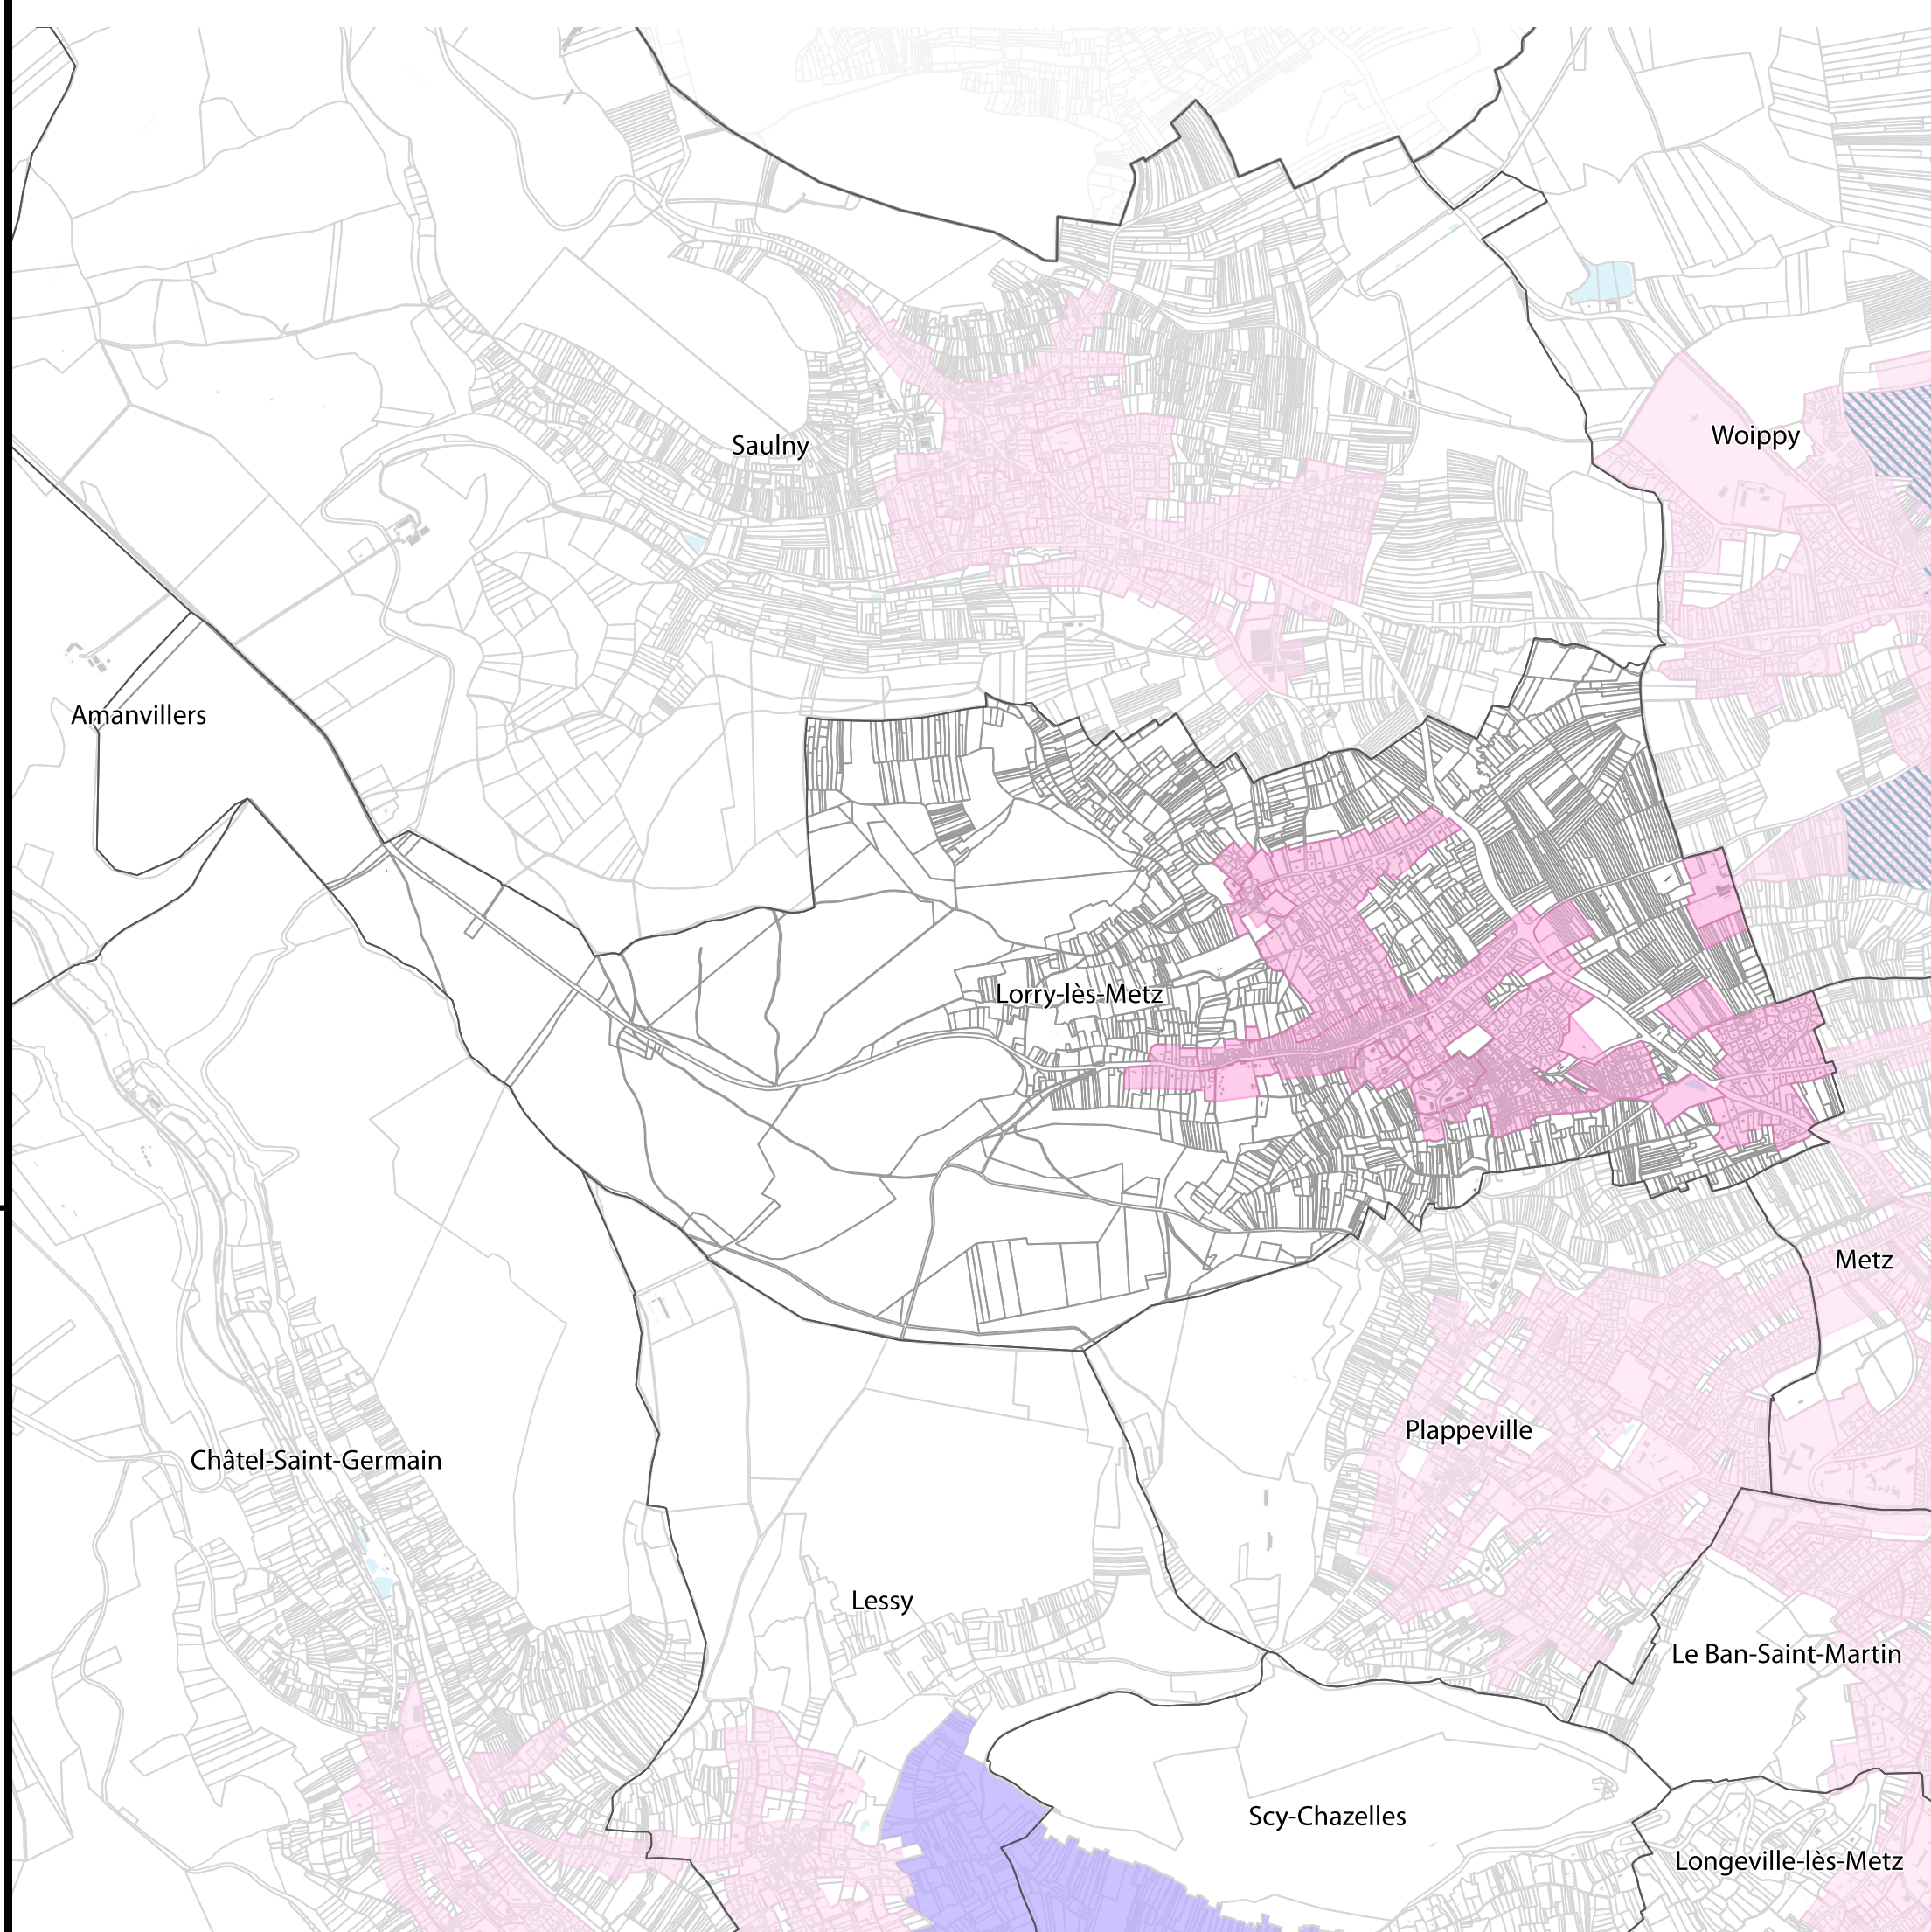 Woippy
Saulny
Amanvillers
Lorry-lès-Metz
Metz
Plappeville
Châtel-Saint-Germain
Lessy
Le Ban-Saint-Martin
Scy-Chazelles
Longeville-lès-Metz